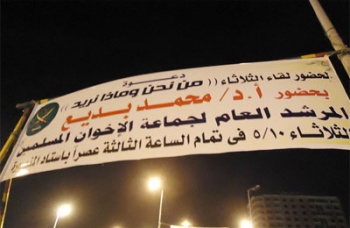 دعوة
لحضور لقاء الثلاثاء ((من نحن وماذا نريد))
بحضور أ.د/ محمد بديع
المرشد العام لجماعة الإخوان المسلمين
الثلاثاء ٥/١٠ فى تمام الساعة الثالثة عصراً باستاد